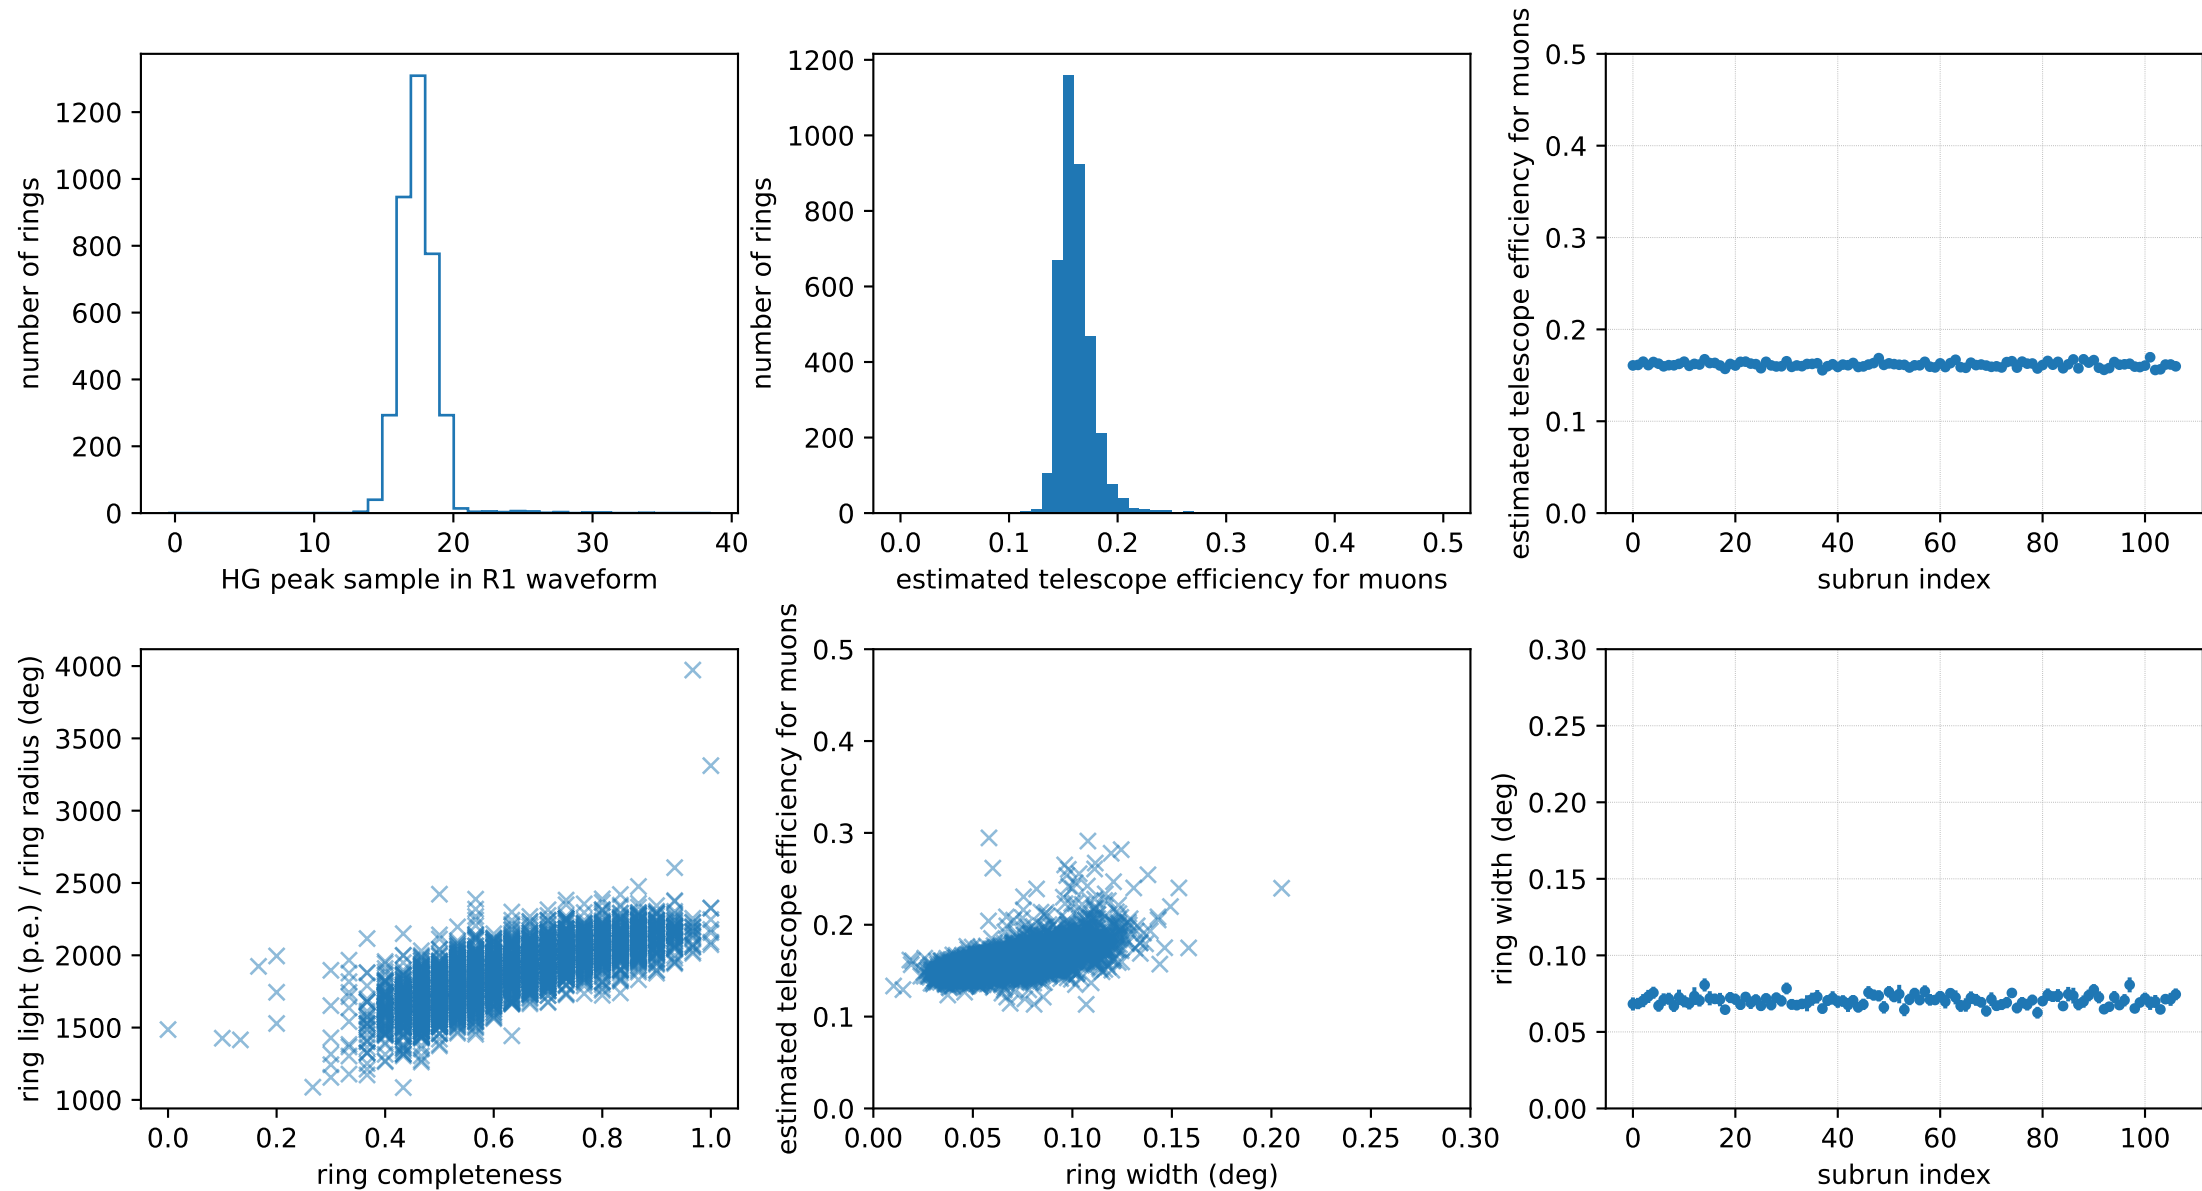 number of rings
1200
1000
800
600
400
200
0
0 10 20 30 40
HG peak sample in R1 waveform
number of rings
1200
1000
800
600
400
200
0
0.0 0.1 0.2 0.3 0.4 0.5
estimated telescope efficiency for muons
estimated telescope efficiency for muons
0.5
0.4
0.3
0.2
0.1
0.0
0 20 40 60 80 100
subrun index
ring light (p.e.) / ring radius (deg)
4000
3500
3000
2500
2000
1500
1000
0.0 0.2 0.4 0.6 0.8 1.0
ring completeness
estimated telescope efficiency for muons
0.5
0.4
0.3
0.2
0.1
0.0
0.00 0.05 0.10 0.15 0.20 0.25 0.30
ring width (deg)
ring width (deg)
0.30
0.25
0.20
0.15
0.10
0.05
0.00
0 20 40 60 80 100
subrun index